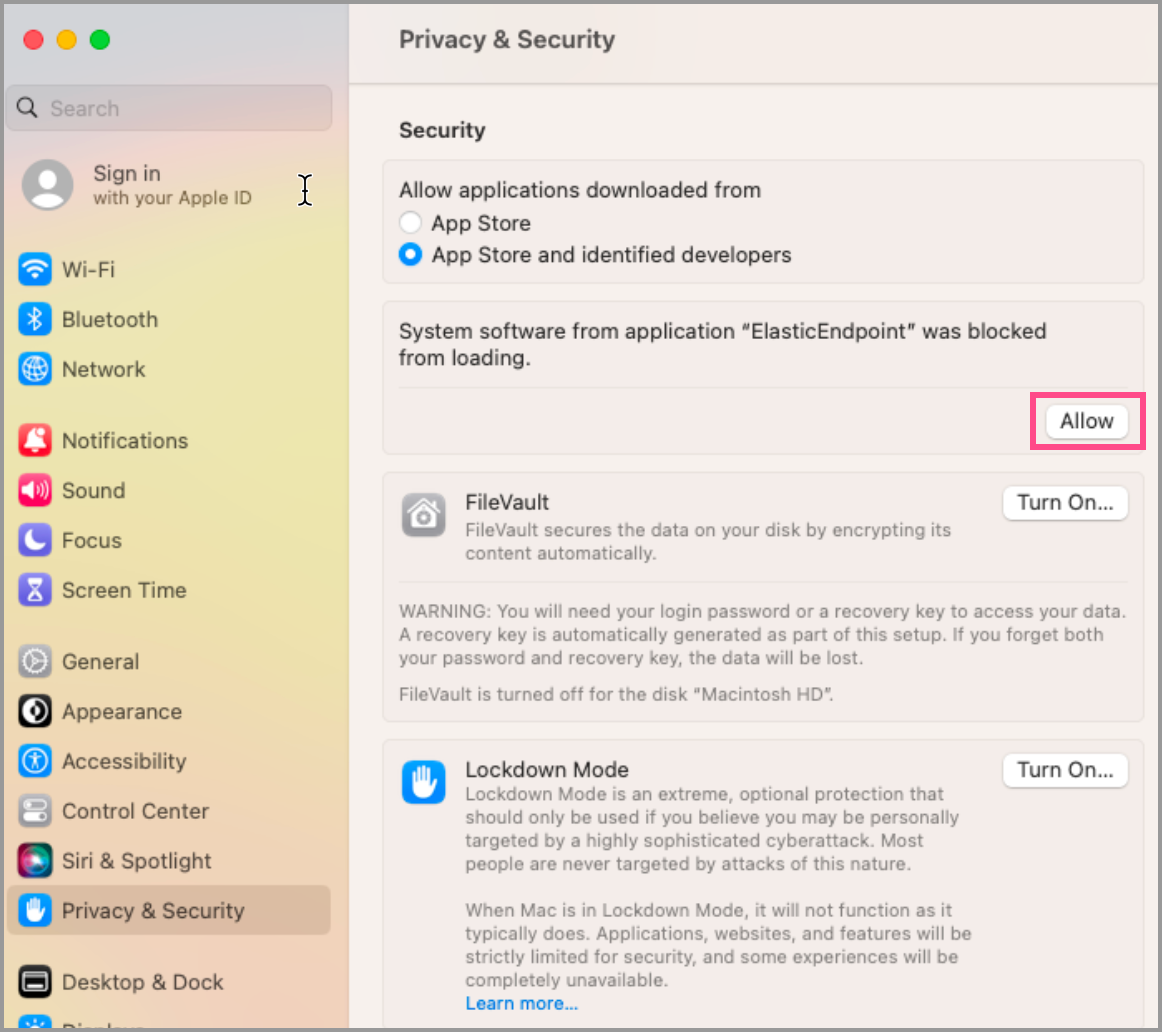 Privacy & Security
Search
Sign in
with your Apple ID
Wi-Fi
Bluetooth
Network
Notifications
Sound
Focus
Screen Time
General
Appearance
Accessibility
Control Center
Siri & Spotlight
Privacy & Security
Desktop & Dock
Displays
Security
Allow applications downloaded from
App Store
App Store and identified developers
System software from application “ElasticEndpoint” was blocked
from loading.
Allow
FileVault
Turn On...
FileVault secures the data on your disk by encrypting its
content automatically.
WARNING: You will need your login password or a recovery key to access your data.
A recovery key is automatically generated as part of this setup. If you forget both
your password and recovery key, the data will be lost.
FileVault is turned off for the disk “Macintosh HD”.
Lockdown Mode
Turn On...
Lockdown Mode is an extreme, optional protection that
should only be used if you believe you may be personally
targeted by a highly sophisticated cyberattack. Most
people are never targeted by attacks of this nature.
When Mac is in Lockdown Mode, it will not function as it
typically does. Applications, websites, and features will be
strictly limited for security, and some experiences will be
completely unavailable.
Learn more...